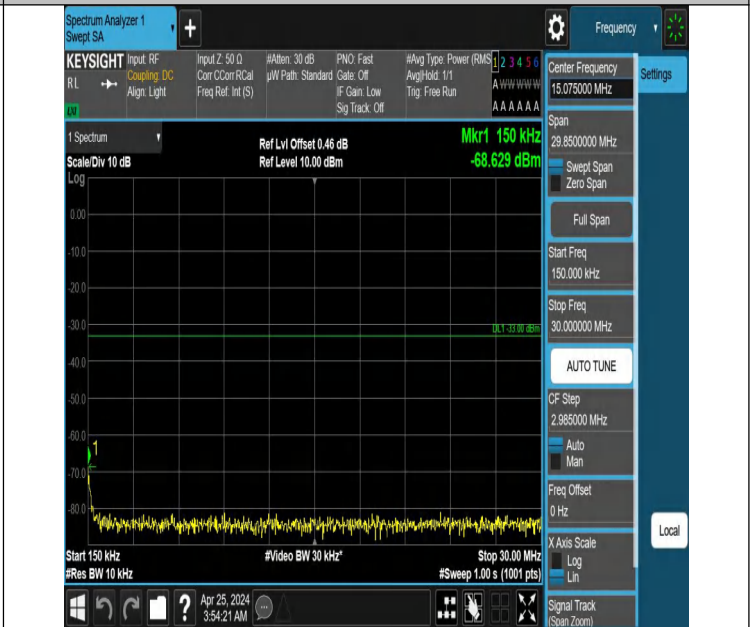 Spectrum Analyzer 1
Swept SA
+
Frequency
KEYSIGHT
RL
LXI
Input: RF
Coupling: DC
Align: Light
Input Z: 50 Ω
Corr CCorr RCal
Freq Ref: Int (S)
#Atten: 30 dB
µW Path: Standard
PNO: Fast
Gate: Off
IF Gain: Low
Sig Track: Off
#Avg Type: Power (RMS
Avg|Hold: 1/1
Trig: Free Run
1 2 3 4 5 6
A W W W W W
A A A A A A
1 Spectrum
Scale/Div 10 dB
Ref Lvl Offset 0.46 dB
Ref Level 10.00 dBm
Mkr1 150 kHz
-68.629 dBm
Log
0.00
-10.0
-20.0
-30.0
DL1 -33.00 dBm
-40.0
-50.0
-60.0
1
-70.0
-80.0
Start 150 kHz
#Res BW 10 kHz
#Video BW 30 kHz*
Stop 30.00 MHz
#Sweep 1.00 s (1001 pts)
?
Apr 25, 2024
3:54:21 AM
Center Frequency
15.075000 MHz
Span
29.8500000 MHz
Swept Span
Zero Span
Full Span
Start Freq
150.000 kHz
Stop Freq
30.000000 MHz
AUTO TUNE
CF Step
2.985000 MHz
Auto
Man
Freq Offset
0 Hz
X Axis Scale
Log
Lin
Signal Track
(Span Zoom)
Settings
Local